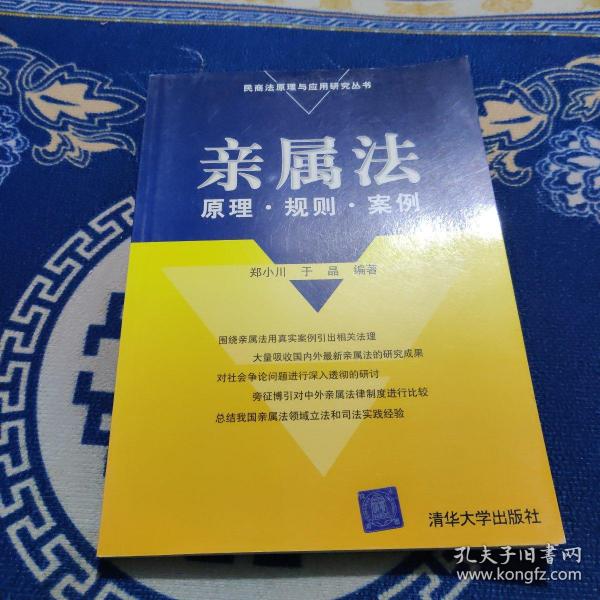 民商法原理与应用研究丛书
亲属法
原理·规则·案例
郑小川 于晶 编著
围绕亲属法用真实案例引出相关法理
大量吸收国内外最新亲属法的研究成果
对社会争论问题进行深入透彻的研讨
旁征博引对中外亲属法律制度进行比较
总结我国亲属法领域立法和司法实践经验
清华大学出版社
孔夫子旧书网
www.kongfz.com